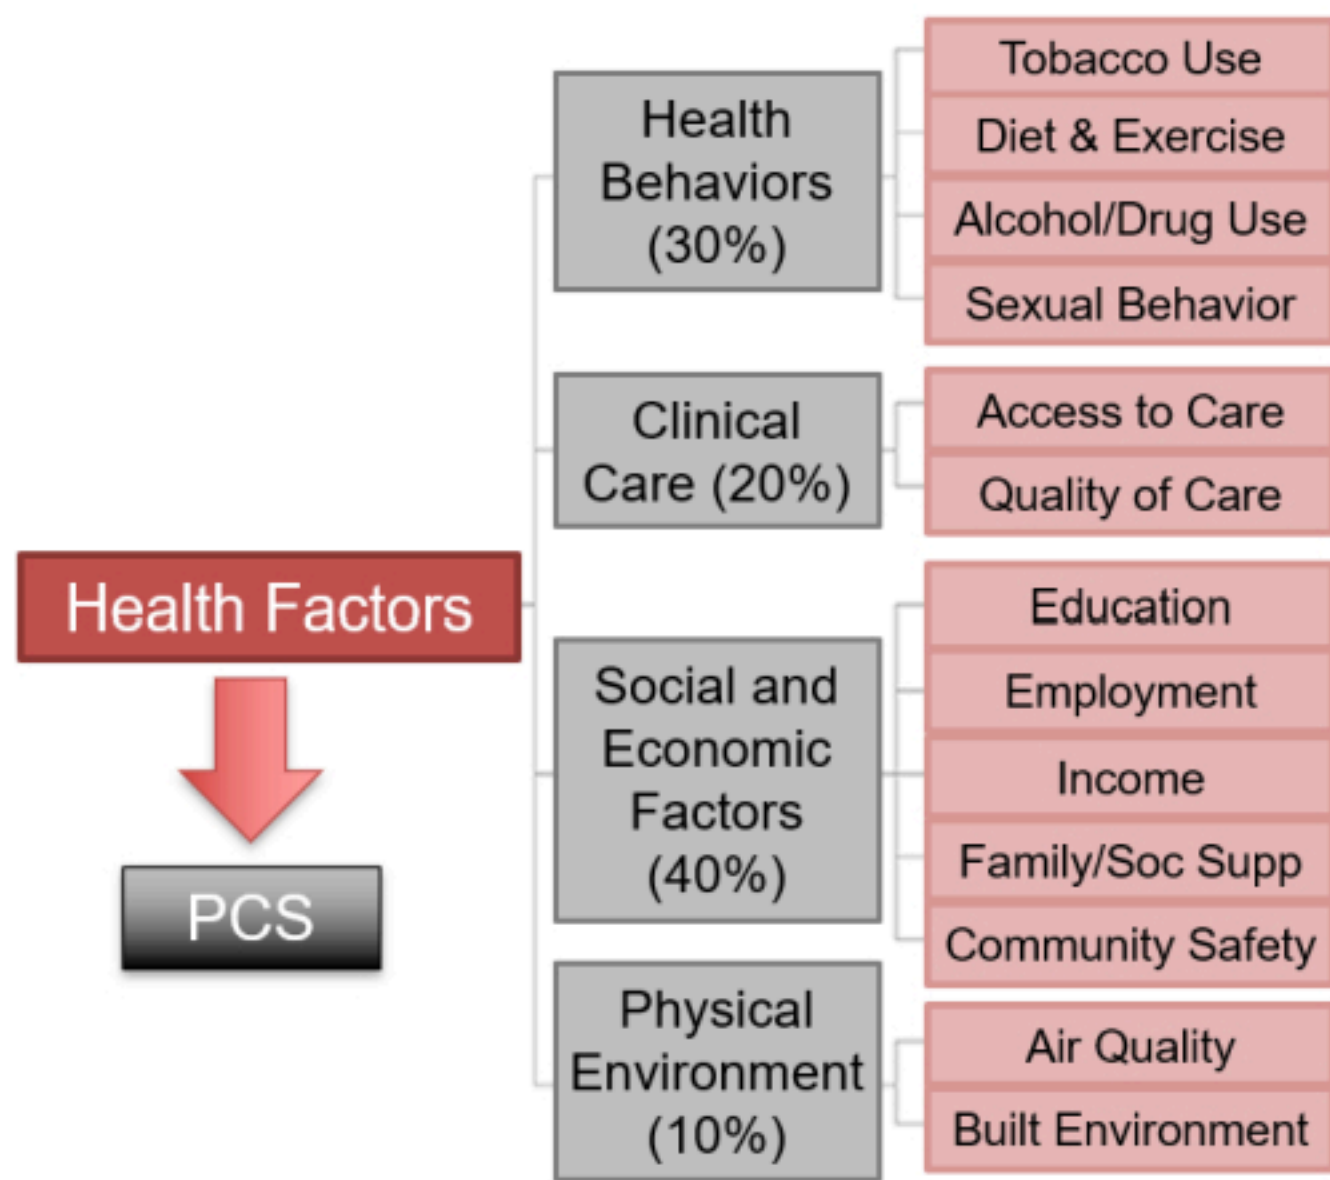 Health Factors
PCS
Health
Behaviors
(30%)
Tobacco Use
Diet & Exercise
Alcohol/Drug Use
Sexual Behavior
Clinical
Care (20%)
Access to Care
Quality of Care
Social and
Economic
Factors
(40%)
Education
Employment
Income
Family/Soc Supp
Community Safety
Physical
Environment
(10%)
Air Quality
Built Environment